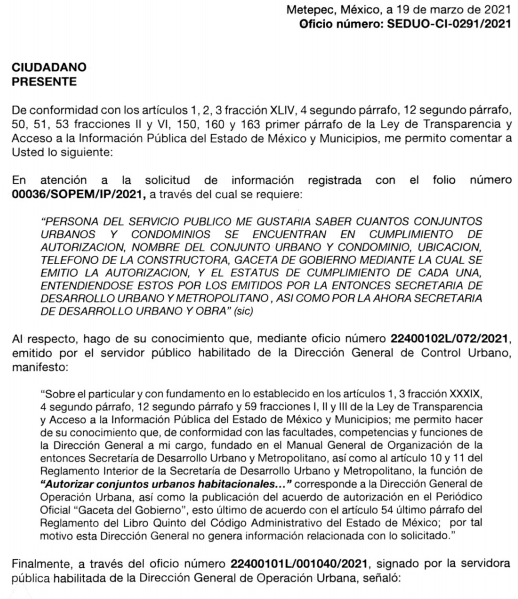 Metepec, México, a 19 de marzo de 2021
Oficio número: SEDUO-CI-0291/2021
CIUDADANO
PRESENTE
De conformidad con los artículos 1, 2, 3 fracción XLIV, 4 segundo párrafo, 12 segundo párrafo,
50, 51, 53 fracciones II y VI, 150, 160 y 163 primer párrafo de la Ley de Transparencia y
Acceso a la Información Pública del Estado de México y Municipios, me permito comentar a
Usted lo siguiente:
En atención a la solicitud de información registrada con el folio número
00036/SOPEM/IP/2021, a través del cual se requiere:
"PERSONA DEL SERVICIO PUBLICO ME GUSTARIA SABER CUANTOS CONJUNTOS
URBANOS Y CONDOMINIOS SE ENCUENTRAN EN CUMPLIMIENTO DE
AUTORIZACION, NOMBRE DEL CONJUNTO URBANO Y CONDOMINIO, UBICACION,
TELEFONO DE LA CONSTRUCTORA, GACETA DE GOBIERNO MEDIANTE LA CUAL SE
EMITIO LA AUTORIZACION, Y EL ESTATUS DE CUMPLIMIENTO DE CADA UNA,
ENTENDIENDOSE ESTOS POR LOS EMITIDOS POR LA ENTONCES SECRETARIA DE
DESARROLLO URBANO Y METROPOLITANO , ASI COMO POR LA AHORA SECRETARIA
DE DESARROLLO URBANO Y OBRA" (sic)
Al respecto, hago de su conocimiento que, mediante oficio número 22400102L/072/2021,
emitido por el servidor público habilitado de la Dirección General de Control Urbano,
manifesto:
"Sobre el particular y con fundamento en lo establecido en los artículos 1, 3 fracción XXXIX,
4 segundo párrafo, 12 segundo párrafo y 59 fracciones I, II y III de la Ley de Transparencia
y Acceso a la Información Pública del Estado de México y Municipios; me permito hacer
de su conocimiento que, de conformidad con las facultades, competencias y funciones de
la Dirección General a mi cargo, fundado en el Manual General de Organización de la
entonces Secretaría de Desarrollo Urbano y Metropolitano, así como al artículo 10 y 11 del
Reglamento Interior de la Secretaría de Desarrollo Urbano y Metropolitano, la función de
"Autorizar conjuntos urbanos habitacionales..." corresponde a la Dirección General de
Operación Urbana, así como la publicación del acuerdo de autorización en el Periódico
Oficial "Gaceta del Gobierno", esto último de acuerdo con el artículo 54 último párrafo del
Reglamento del Libro Quinto del Código Administrativo del Estado de México; por tal
motivo esta Dirección General no genera información relacionada con lo solicitado."
Finalmente, a través del oficio número 22400101L/001040/2021, signado por la servidora
pública habilitada de la Dirección General de Operación Urbana, señaló: